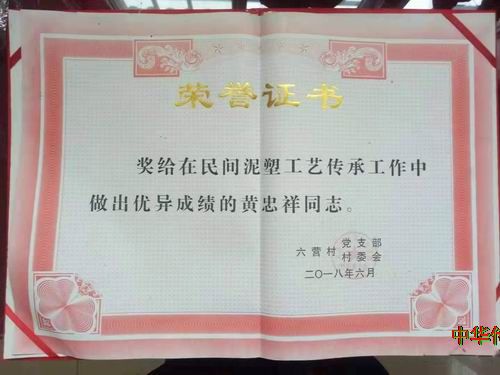 荣誉证书
奖给在民间泥塑工艺传承工作中
做出优异成绩的黄忠祥同志。
六营村 党支部
村委会
二〇一八年六月
中华传